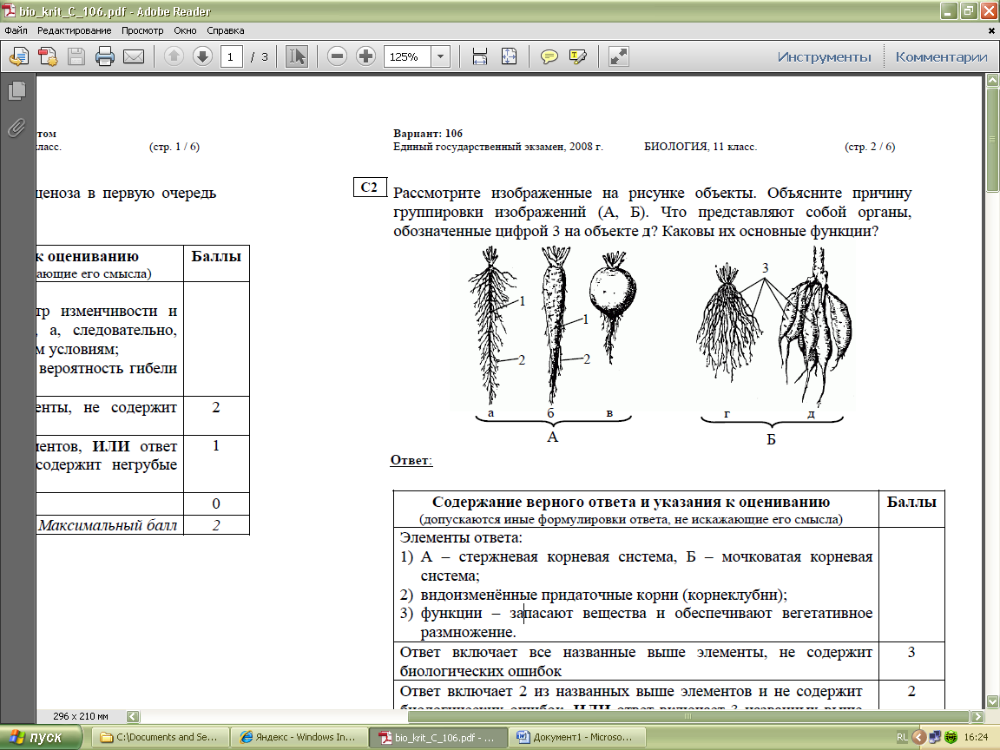 bio_krit_C_106.pdf - Adobe Reader
Файл Редактирование Просмотр Окно Справка
1 / 3 125% Инструменты Комментарии
том
класс. (стр. 1 / 6)
ценоза в первую очередь
к оцениванию Баллы
ающие его смысла)
тр изменчивости и
, а, следовательно,
м условиям;
вероятность гибели
енты, не содержит 2
ментов, ИЛИ ответ 1
содержит негрубые
0
Максимальный балл 2
Вариант: 106
Единый государственный экзамен, 2008 г. БИОЛОГИЯ, 11 класс. (стр. 2 / 6)
С2 Рассмотрите изображенные на рисунке объекты. Объясните причину
группировки изображений (А, Б). Что представляют собой органы,
обозначенные цифрой 3 на объекте д? Каковы их основные функции?
1 1 3
2 2
а б в г д
А Б
Ответ:
Содержание верного ответа и указания к оцениванию Баллы
(допускаются иные формулировки ответа, не искажающие его смысла)
Элементы ответа:
1) А – стержневая корневая система, Б – мочковатая корневая
система;
2) видоизменённые придаточные корни (корнеклубни);
3) функции – запасают вещества и обеспечивают вегетативное
размножение.
Ответ включает все названные выше элементы, не содержит 3
биологических ошибок
Ответ включает 2 из названных выше элементов и не содержит 2
296 x 210 мм
пуск C:\Documents and Se... Яндекс - Windows In... bio_krit_C_106.pdf - ... Документ1 - Microso... RL 16:24